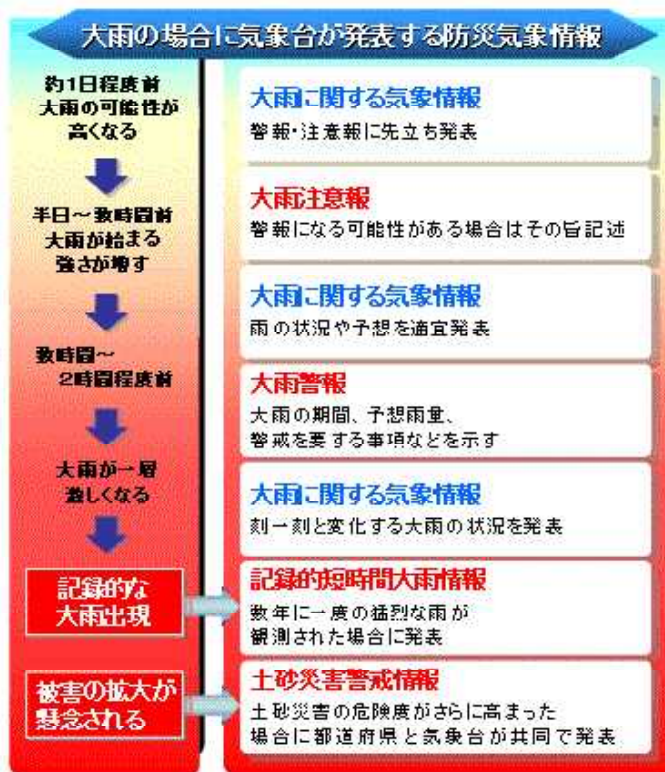 大雨の場合に気象台が発表する防災気象情報
約1日程度前
大雨の可能性が
高くなる
大雨に関する気象情報
警報・注意報に先立ち発表
半日～数時間前
大雨が始まる
強さが増す
大雨注意報
警報になる可能性がある場合はその旨記述
大雨に関する気象情報
雨の状況や予想を適宜発表
数時間～
2時間程度前
大雨警報
大雨の期間、予想雨量、
警戒を要する事項などを示す
大雨が一層
激しくなる
大雨に関する気象情報
刻一刻と変化する大雨の状況を発表
記録的な
大雨出現
記録的短時間大雨情報
数年に一度の猛烈な雨が
観測された場合に発表
被害の拡大が
懸念される
土砂災害警戒情報
土砂災害の危険度がさらに高まった
場合に都道府県と気象台が共同で発表